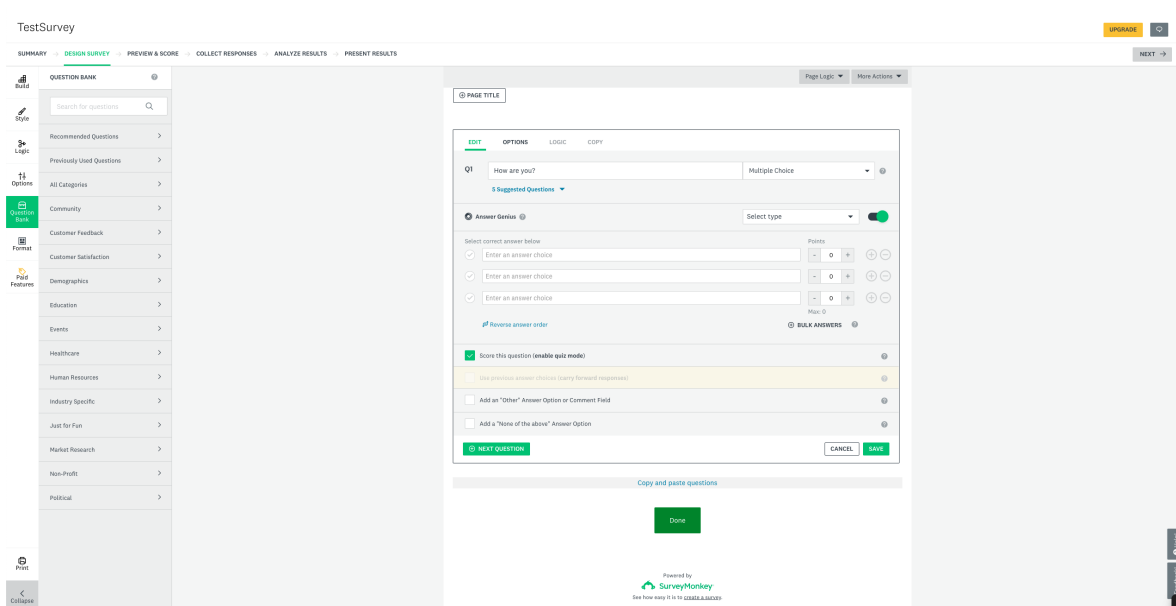 TestSurvey
UPGRADE
SUMMARY → DESIGN SURVEY → PREVIEW & SCORE → COLLECT RESPONSES → ANALYZE RESULTS → PRESENT RESULTS
NEXT →
Build
Style
Logic
Options
Question
Bank
Format
Paid
Features
Print
Collapse
QUESTION BANK
Search for questions
Recommended Questions
Previously Used Questions
All Categories
Community
Customer Feedback
Customer Satisfaction
Demographics
Education
Events
Healthcare
Human Resources
Industry Specific
Just for Fun
Market Research
Non-Profit
Political
Page Logic
More Actions
PAGE TITLE
EDIT OPTIONS LOGIC COPY
Q1 How are you? Multiple Choice
5 Suggested Questions
Answer Genius Select type
Select correct answer below Points
Enter an answer choice - 0 +
Enter an answer choice - 0 +
Enter an answer choice - 0 +
Max: 0
Reverse answer order BULK ANSWERS
Score this question (enable quiz mode)
Use previous answer choices (carry forward responses)
Add an "Other" Answer Option or Comment Field
Add a "None of the above" Answer Option
NEXT QUESTION CANCEL SAVE
Copy and paste questions
Done
Powered by
SurveyMonkey
See how easy it is to create a survey.